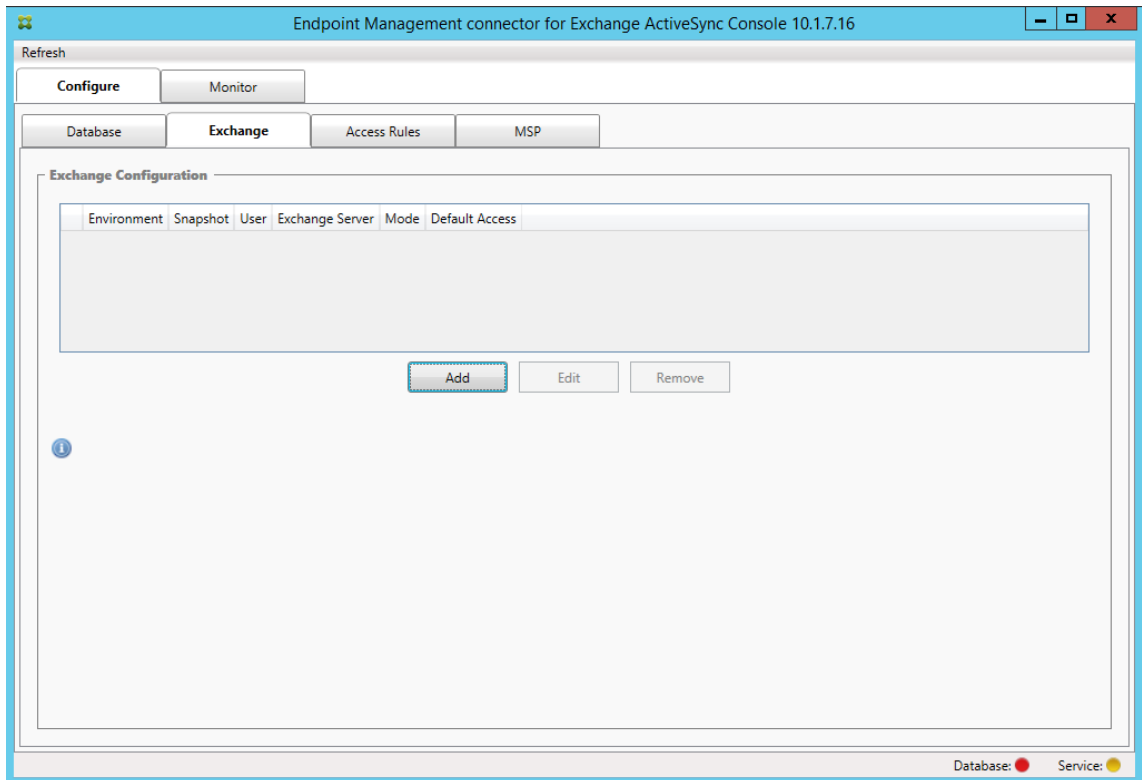 Endpoint Management connector for Exchange ActiveSync Console 10.1.7.16
Refresh
Configure Monitor
Database Exchange Access Rules MSP
Exchange Configuration
Environment Snapshot User Exchange Server Mode Default Access
Add Edit Remove
Database: Service: